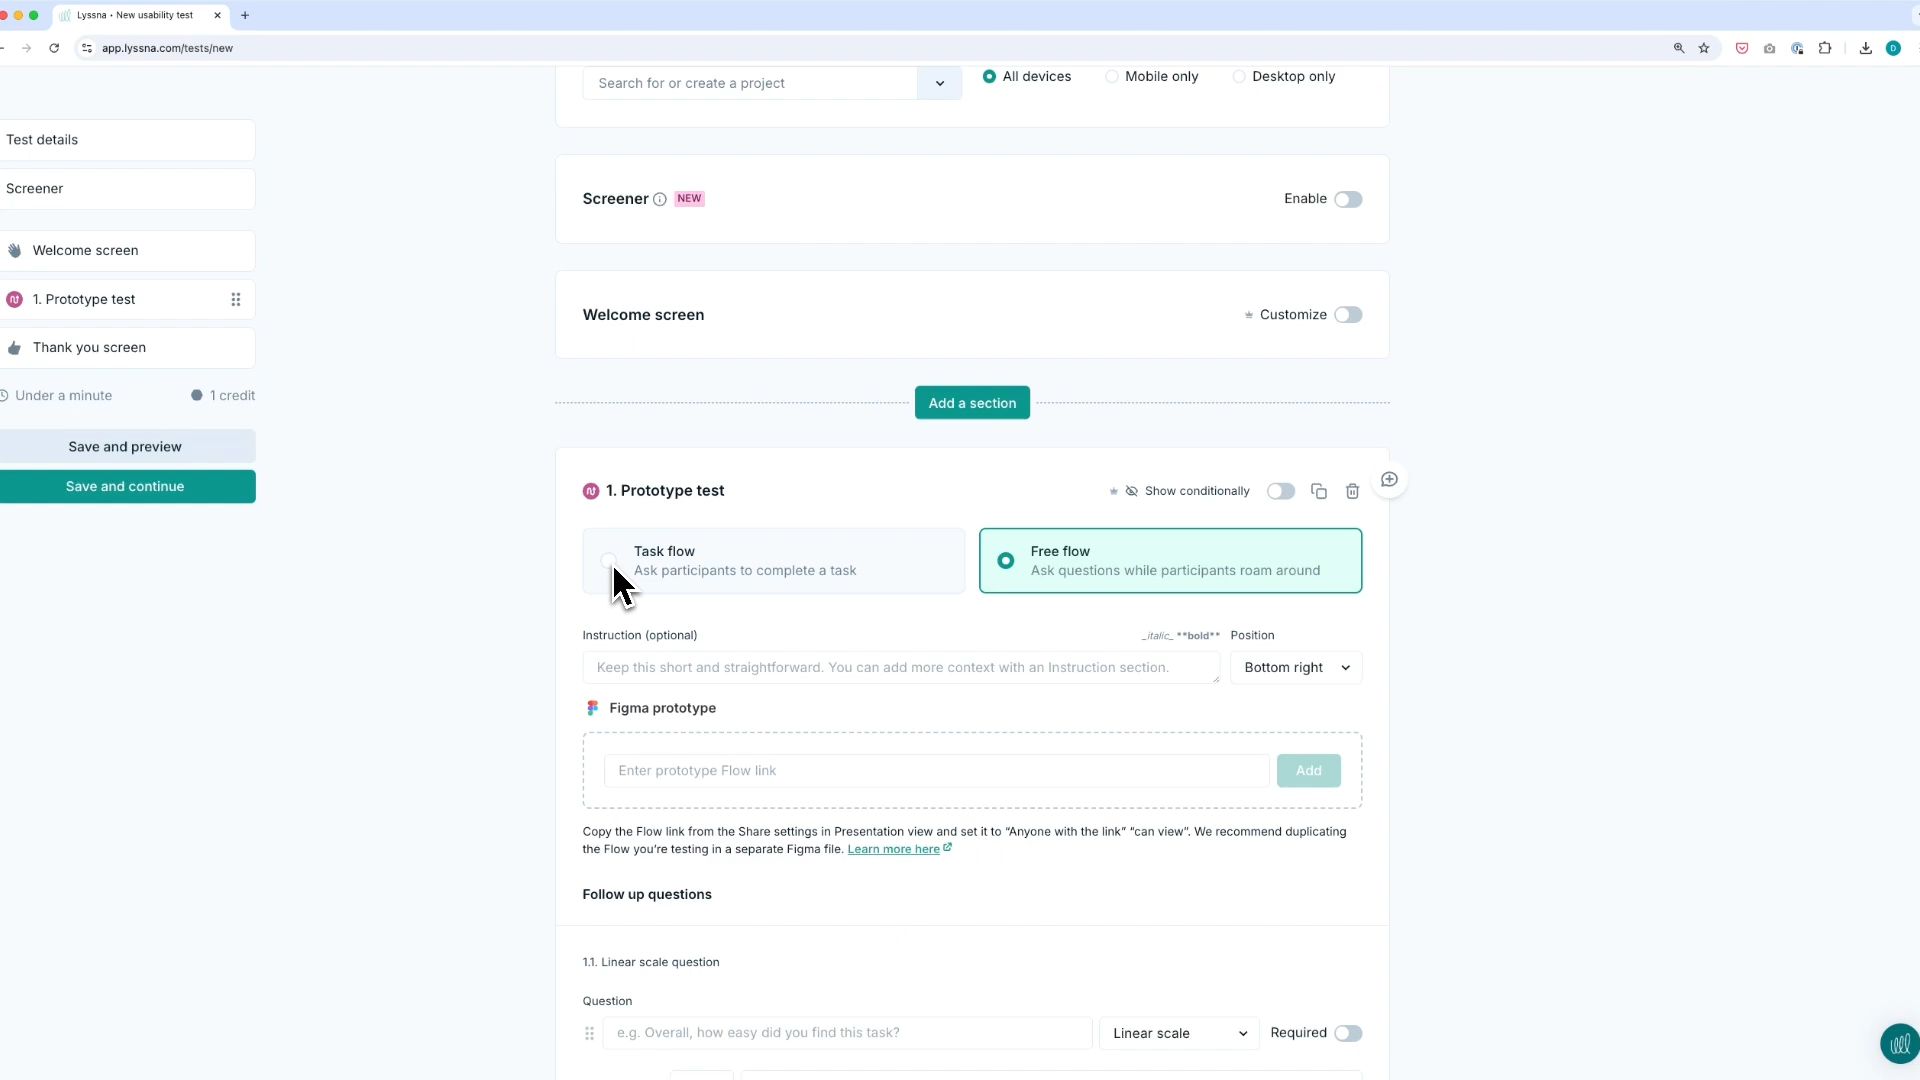 Lyssna • New usability test
app.lyssna.com/tests/new
D
Search for or create a project
All devices
Mobile only
Desktop only
Test details
Screener
Welcome screen
1. Prototype test
Thank you screen
Under a minute
1 credit
Save and preview
Save and continue
Screener
NEW
Enable
Welcome screen
Customize
Add a section
1. Prototype test
Show conditionally
Task flow
Ask participants to complete a task
Free flow
Ask questions while participants roam around
Instruction (optional)
_italic_ **bold**
Position
Keep this short and straightforward. You can add more context with an Instruction section.
Bottom right
Figma prototype
Enter prototype Flow link
Add
Copy the Flow link from the Share settings in Presentation view and set it to “Anyone with the link” “can view”. We recommend duplicating
the Flow you’re testing in a separate Figma file. Learn more here
Follow up questions
1.1. Linear scale question
Question
e.g. Overall, how easy did you find this task?
Linear scale
Required